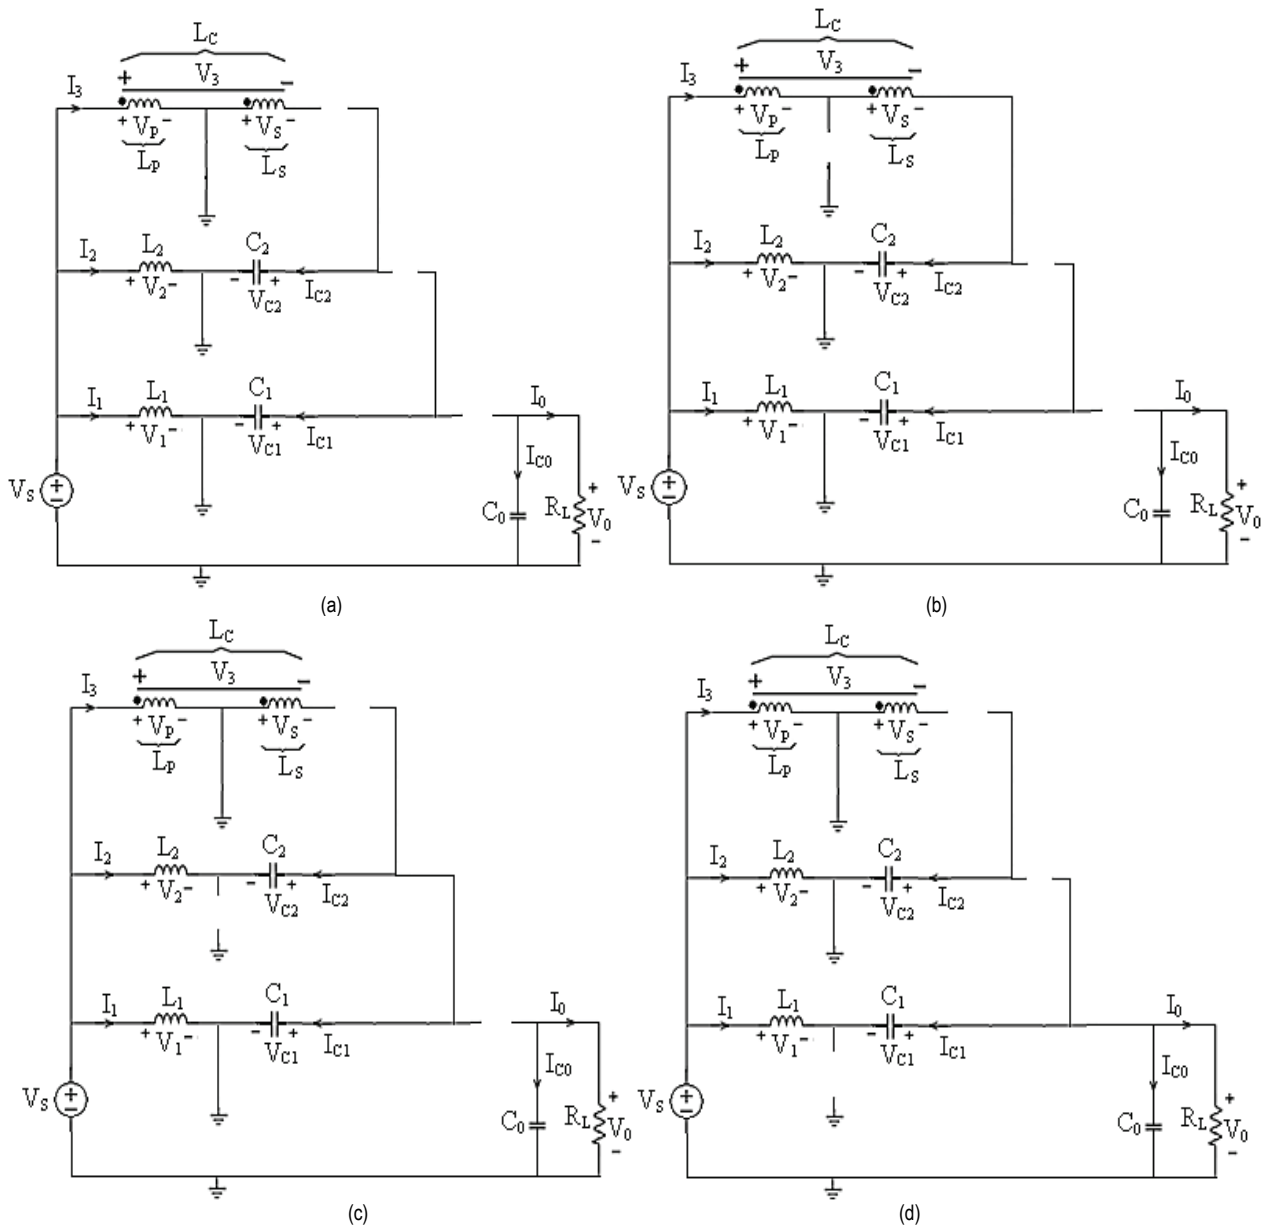 L_C
+ V_3 −
I_3
+ V_P − + V_S −
L_P L_S
I_2 L_2 C_2
+ V_2 − − V_C2 + I_C2
I_1 L_1 C_1 I_0
+ V_1 − − V_C1 + I_C1
I_C0
V_S + − C_0 R_L + V_0 −
(a)
L_C
+ V_3 −
I_3
+ V_P − + V_S −
L_P L_S
I_2 L_2 C_2
+ V_2 − − V_C2 + I_C2
I_1 L_1 C_1 I_0
+ V_1 − − V_C1 + I_C1
I_C0
V_S + − C_0 R_L + V_0 −
(b)
L_C
+ V_3 −
I_3
+ V_P − + V_S −
L_P L_S
I_2 L_2 C_2
+ V_2 − − V_C2 + I_C2
I_1 L_1 C_1 I_0
+ V_1 − − V_C1 + I_C1
I_C0
V_S + − C_0 R_L + V_0 −
(c)
L_C
+ V_3 −
I_3
+ V_P − + V_S −
L_P L_S
I_2 L_2 C_2
+ V_2 − − V_C2 + I_C2
I_1 L_1 C_1 I_0
+ V_1 − − V_C1 + I_C1
I_C0
V_S + − C_0 R_L + V_0 −
(d)